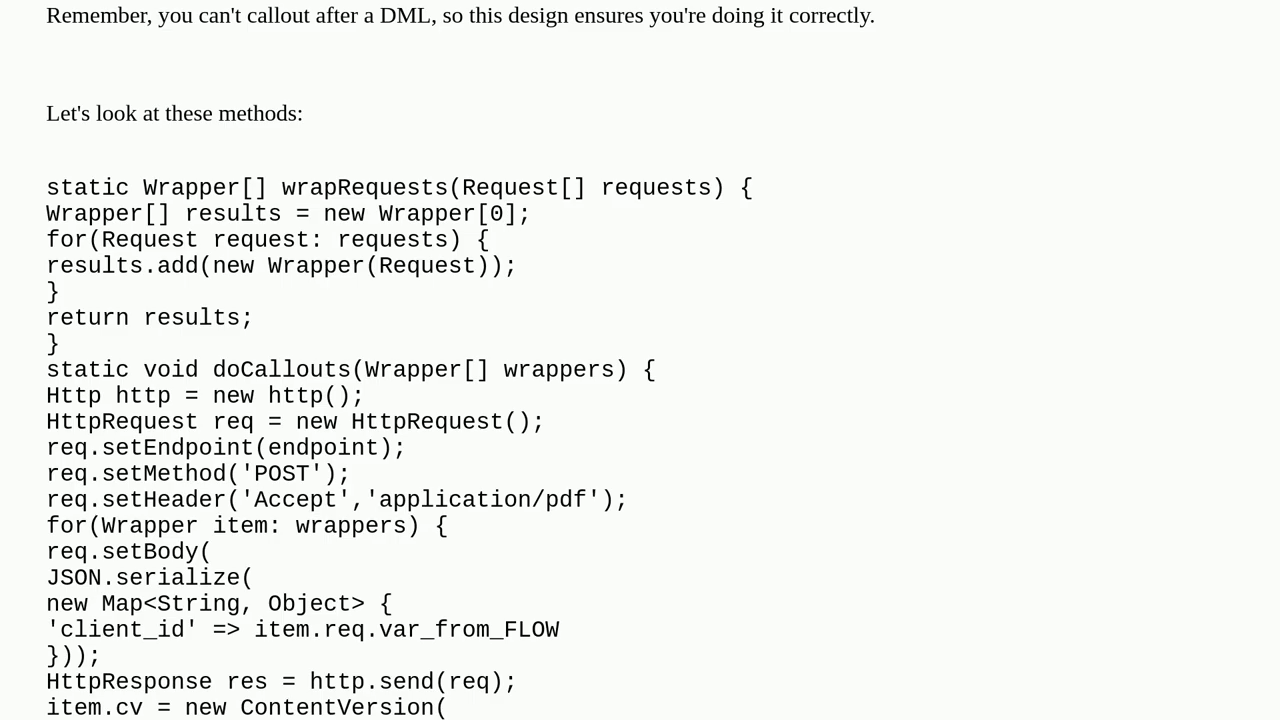 Remember, you can't callout after a DML, so this design ensures you're doing it correctly.
Let's look at these methods:
static Wrapper[] wrapRequests(Request[] requests) {
Wrapper[] results = new Wrapper[0];
for(Request request: requests) {
results.add(new Wrapper(Request));
}
return results;
}
static void doCallouts(Wrapper[] wrappers) {
Http http = new http();
HttpRequest req = new HttpRequest();
req.setEndpoint(endpoint);
req.setMethod('POST');
req.setHeader('Accept','application/pdf');
for(Wrapper item: wrappers) {
req.setBody(
JSON.serialize(
new Map<String, Object> {
'client_id' => item.req.var_from_FLOW
}));
HttpResponse res = http.send(req);
item.cv = new ContentVersion(